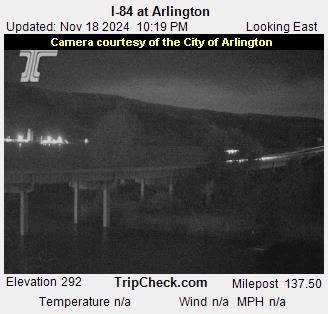 I-84 at Arlington
Updated: Nov 18 2024 10:19 PM Looking East
Camera courtesy of the City of Arlington
Elevation 292 TripCheck.com Milepost 137.50
Temperature n/a Wind n/a MPH n/a